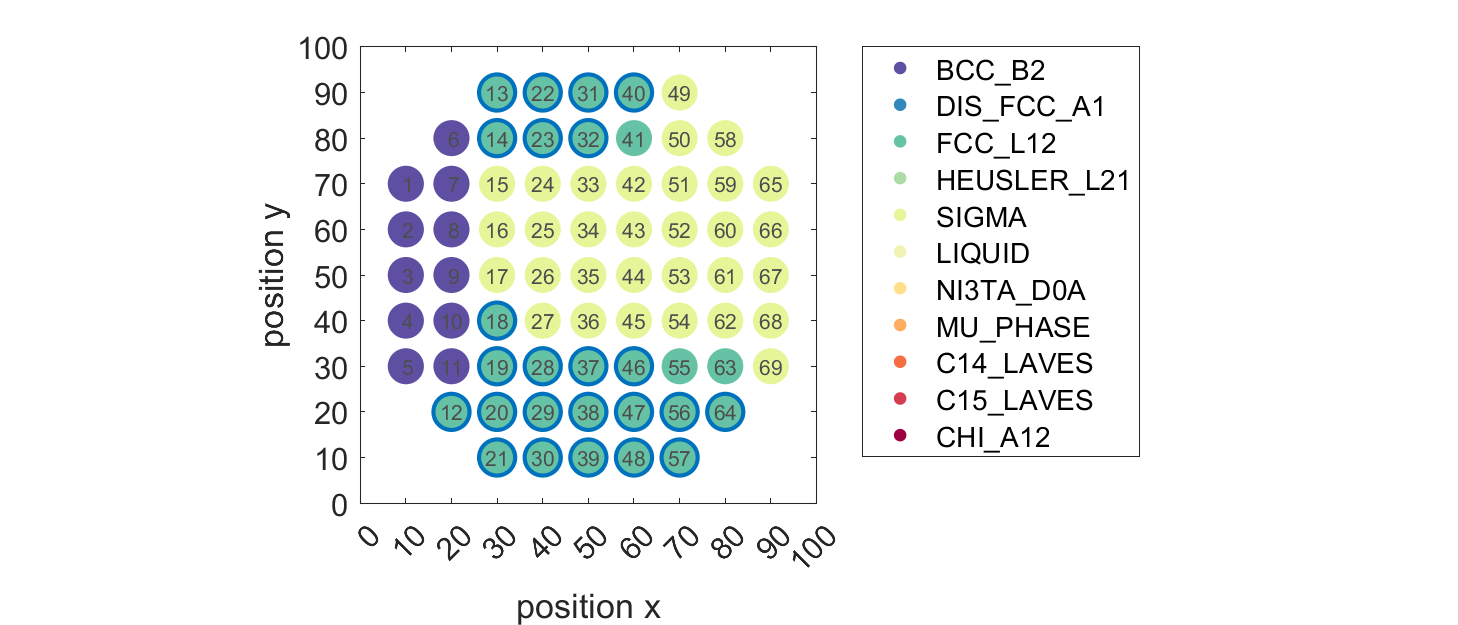 100
90
80
70
60
50
40
30
20
10
0
position y
13 22 31 40 49
6 14 23 32 41 50 58
1 7 15 24 33 42 51 59 65
2 8 16 25 34 43 52 60 66
3 9 17 26 35 44 53 61 67
4 10 18 27 36 45 54 62 68
5 11 19 28 37 46 55 63 69
12 20 29 38 47 56 64
21 30 39 48 57
0 10 20 30 40 50 60 70 80 90 100
position x
BCC_B2
DIS_FCC_A1
FCC_L12
HEUSLER_L21
SIGMA
LIQUID
NI3TA_D0A
MU_PHASE
C14_LAVES
C15_LAVES
CHI_A12